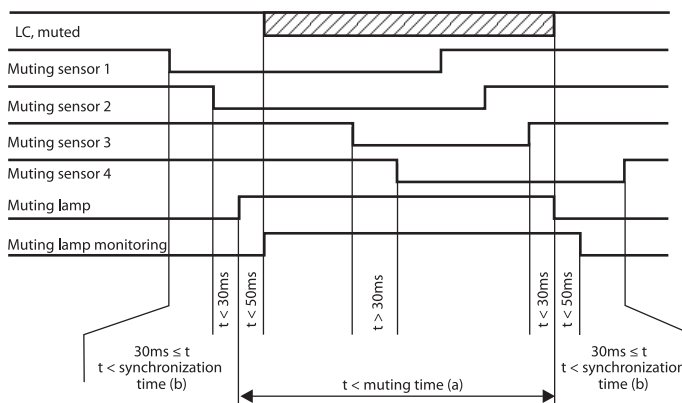 LC, muted
Muting sensor 1
Muting sensor 2
Muting sensor 3
Muting sensor 4
Muting lamp
Muting lamp monitoring
t < 30ms
t < 50ms
t > 30ms
t < 30ms
t < 50ms
30ms ≤ t
t < synchronization
time (b)
t < muting time (a)
30ms ≤ t
t < synchronization
time (b)